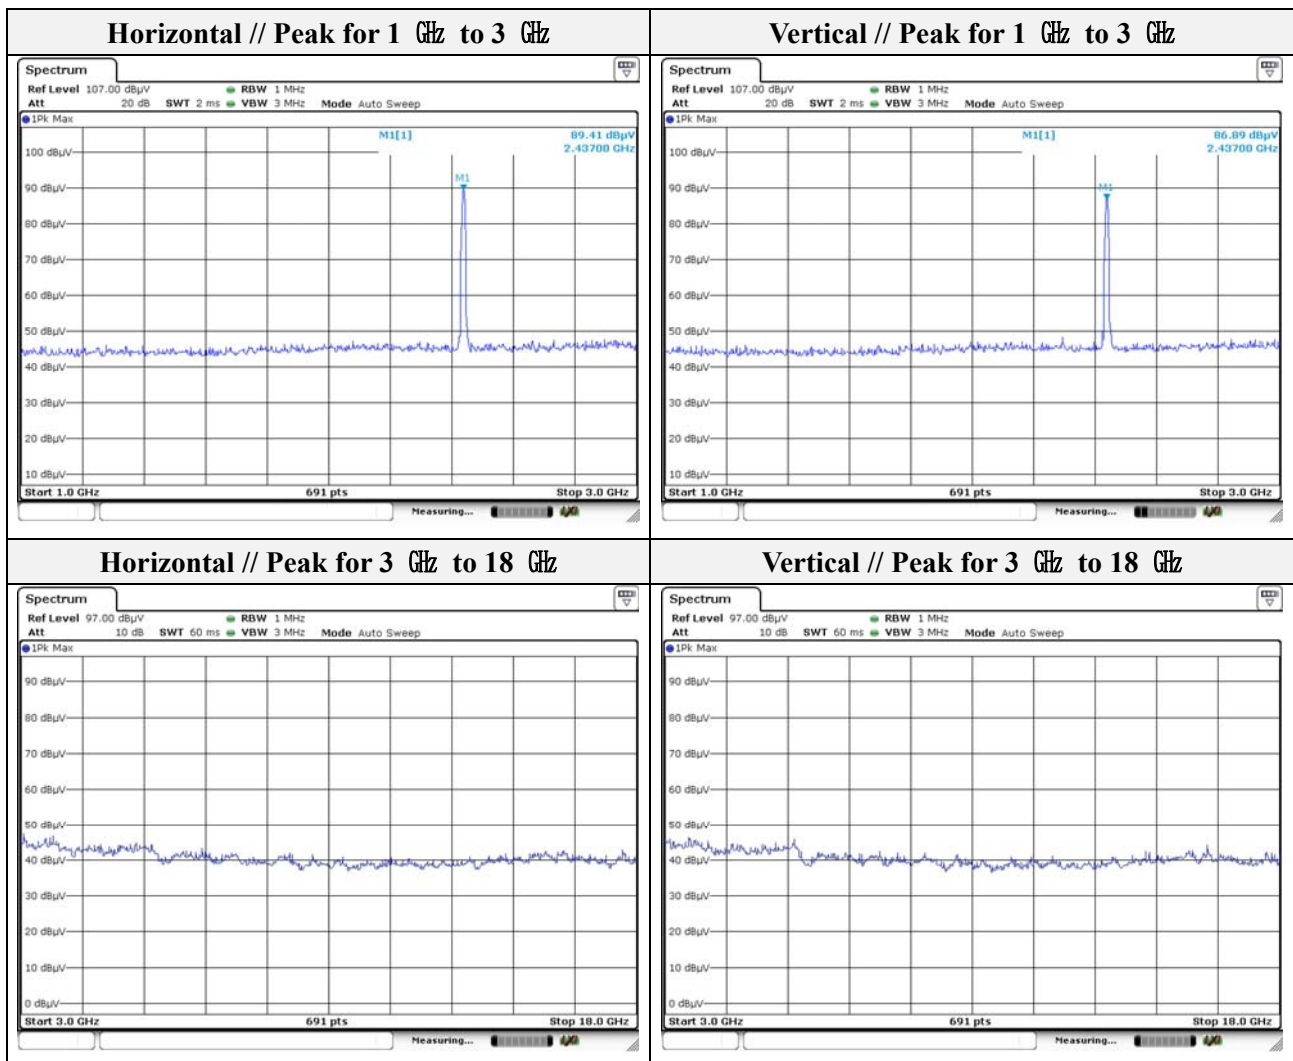 Horizontal // Peak for 1 ㎓ to 3 ㎓
Spectrum
Ref Level 107.00 dBµV RBW 1 MHz
Att 20 dB SWT 2 ms VBW 3 MHz Mode Auto Sweep
1Pk Max
M1[1] 89.41 dBµV
2.43700 GHz
100 dBµV
M1
90 dBµV
80 dBµV
70 dBµV
60 dBµV
50 dBµV
40 dBµV
30 dBµV
20 dBµV
10 dBµV
Start 1.0 GHz 691 pts Stop 3.0 GHz
Measuring...
Vertical // Peak for 1 ㎓ to 3 ㎓
Spectrum
Ref Level 107.00 dBµV RBW 1 MHz
Att 20 dB SWT 2 ms VBW 3 MHz Mode Auto Sweep
1Pk Max
M1[1] 86.89 dBµV
2.43700 GHz
100 dBµV
90 dBµV
M1
80 dBµV
70 dBµV
60 dBµV
50 dBµV
40 dBµV
30 dBµV
20 dBµV
10 dBµV
Start 1.0 GHz 691 pts Stop 3.0 GHz
Measuring...
Horizontal // Peak for 3 ㎓ to 18 ㎓
Spectrum
Ref Level 97.00 dBµV RBW 1 MHz
Att 10 dB SWT 60 ms VBW 3 MHz Mode Auto Sweep
1Pk Max
90 dBµV
80 dBµV
70 dBµV
60 dBµV
50 dBµV
40 dBµV
30 dBµV
20 dBµV
10 dBµV
0 dBµV
Start 3.0 GHz 691 pts Stop 18.0 GHz
Measuring...
Vertical // Peak for 3 ㎓ to 18 ㎓
Spectrum
Ref Level 97.00 dBµV RBW 1 MHz
Att 10 dB SWT 60 ms VBW 3 MHz Mode Auto Sweep
1Pk Max
90 dBµV
80 dBµV
70 dBµV
60 dBµV
50 dBµV
40 dBµV
30 dBµV
20 dBµV
10 dBµV
0 dBµV
Start 3.0 GHz 691 pts Stop 18.0 GHz
Measuring...